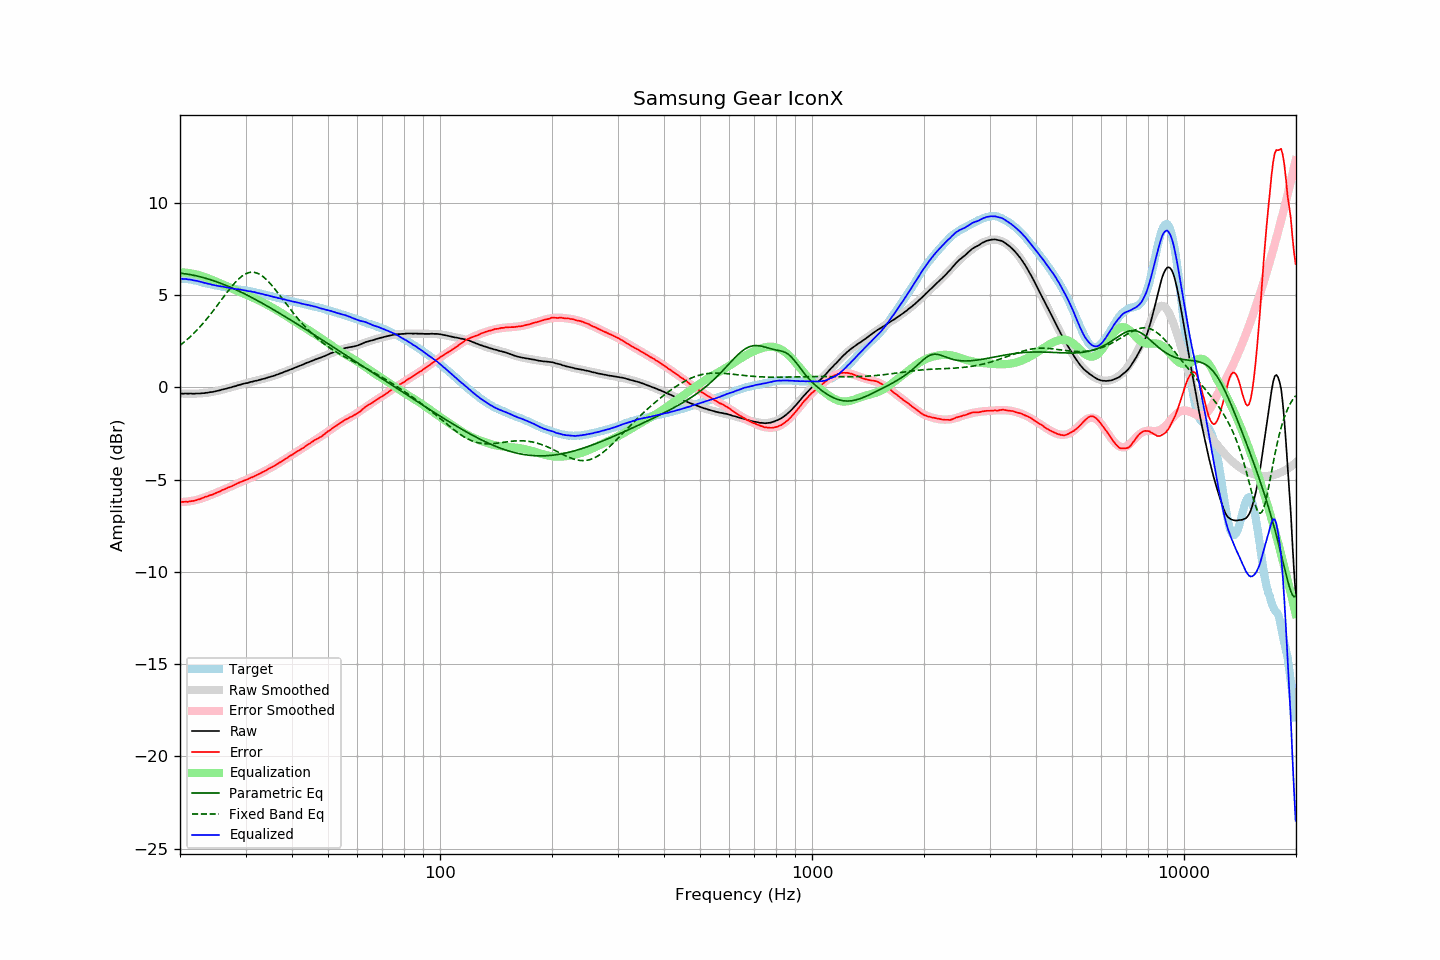 Samsung Gear IconX
Amplitude (dBr)
10
5
0
−5
−10
−15
−20
−25
Target
Raw Smoothed
Error Smoothed
Raw
Error
Equalization
Parametric Eq
Fixed Band Eq
Equalized
100
1000
10000
Frequency (Hz)